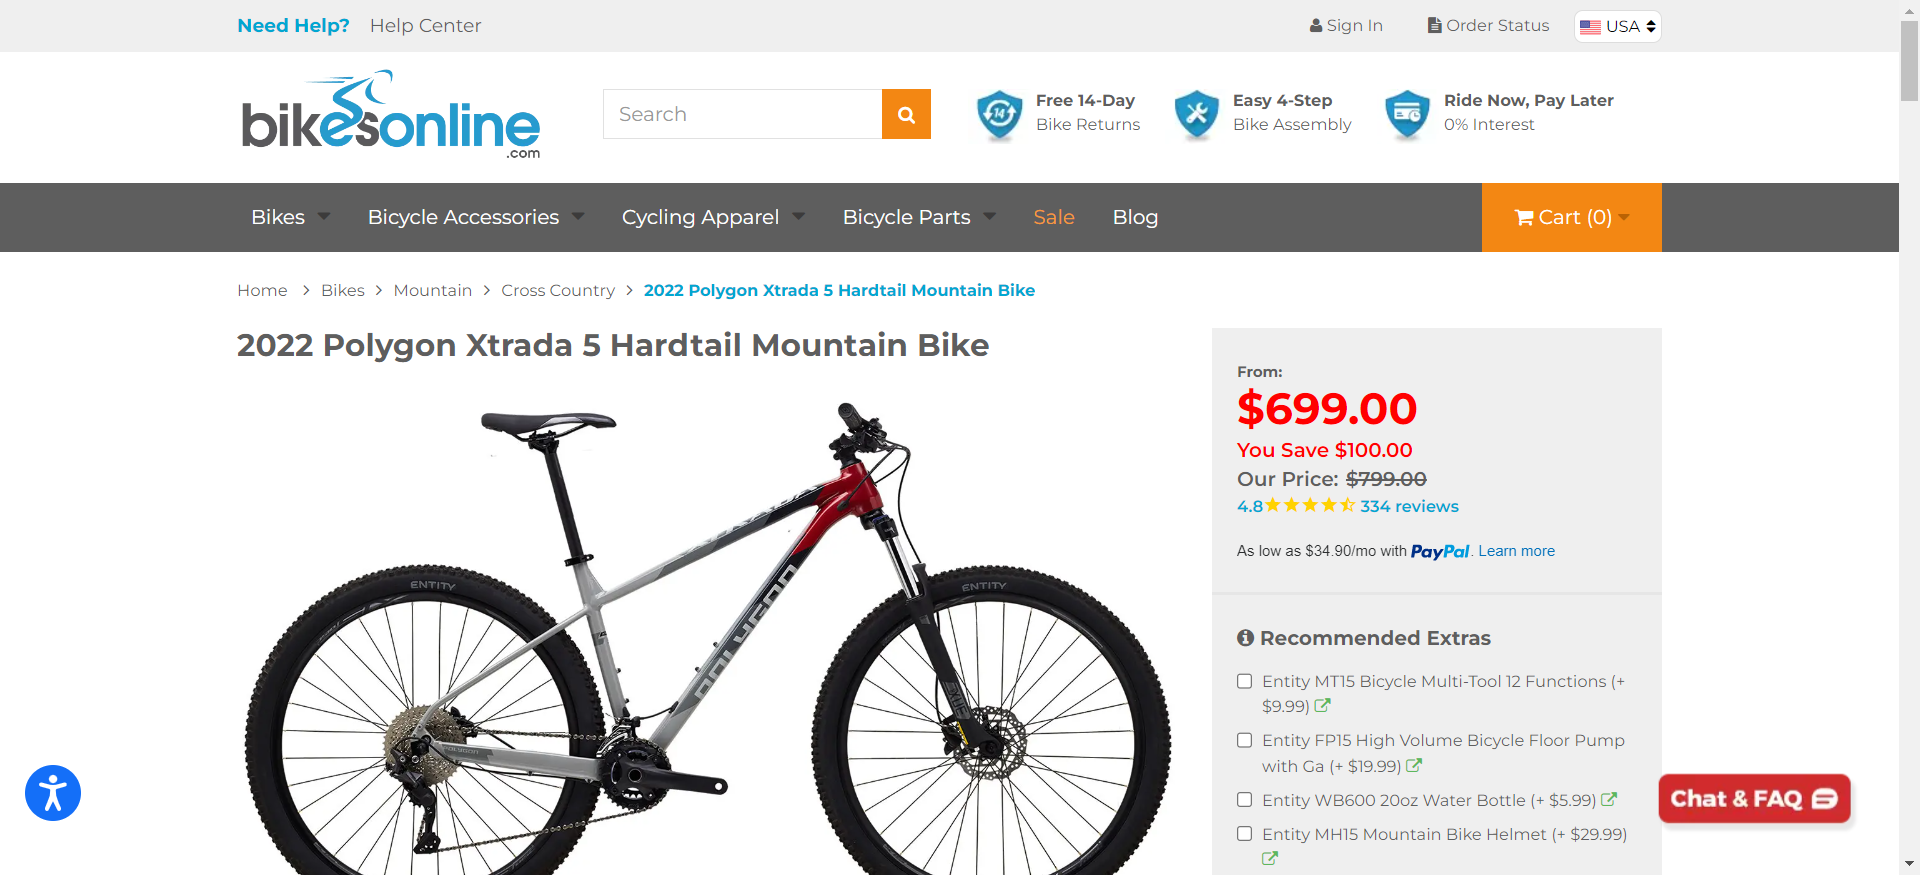 Need Help? Help Center
Sign In Order Status USA
bikesonline
.com
Search
Free 14-Day
Bike Returns
14
Easy 4-Step
Bike Assembly
Ride Now, Pay Later
0% Interest
Bikes Bicycle Accessories Cycling Apparel Bicycle Parts Sale Blog Cart (0)
Home > Bikes > Mountain > Cross Country > 2022 Polygon Xtrada 5 Hardtail Mountain Bike
2022 Polygon Xtrada 5 Hardtail Mountain Bike
ENTITY
XTRADA
POLYGON
POLYGON
ENTITY
From:
$699.00
You Save $100.00
Our Price: $799.00
4.8 334 reviews
As low as $34.90/mo with PayPal. Learn more
Recommended Extras
Entity MT15 Bicycle Multi-Tool 12 Functions (+
$9.99)
Entity FP15 High Volume Bicycle Floor Pump
with Ga (+ $19.99)
Entity WB600 20oz Water Bottle (+ $5.99)
Entity MH15 Mountain Bike Helmet (+ $29.99)
Chat & FAQ